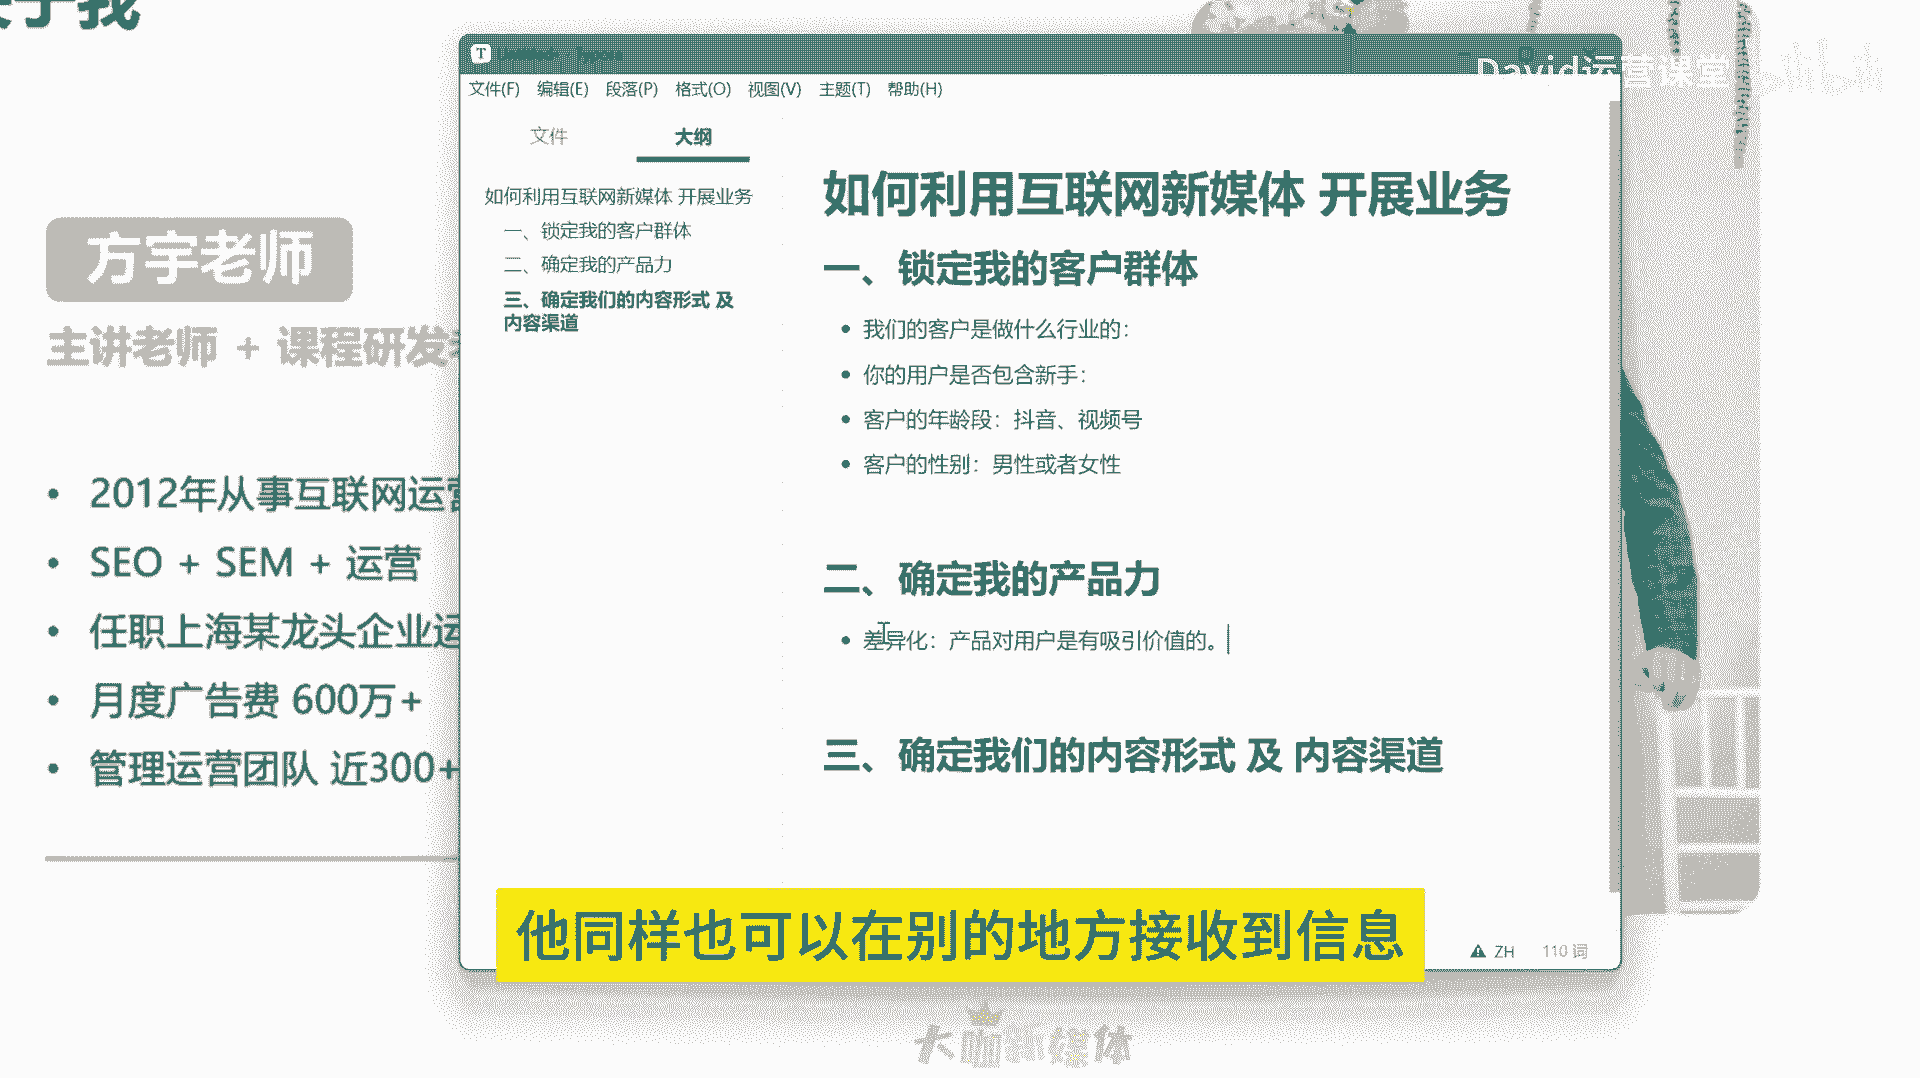 关于我
方宇老师
主讲老师 + 课程研发
2012年从事互联网运营
SEO + SEM + 运营
任职上海某龙头企业运
月度广告费 600万+
管理运营团队 近300+
David运营课堂
bilibili
文件(F) 编辑(E) 段落(P) 格式(O) 视图(V) 主题(T) 帮助(H)
文件 大纲
如何利用互联网新媒体 开展业务
一、锁定我的客户群体
二、确定我的产品力
三、确定我们的内容形式 及
内容渠道
如何利用互联网新媒体 开展业务
一、锁定我的客户群体
我们的客户是做什么行业的：
你的用户是否包含新手：
客户的年龄段：抖音、视频号
客户的性别：男性或者女性
二、确定我的产品力
差异化：产品对用户是有吸引价值的。
三、确定我们的内容形式 及 内容渠道
ZH 110 词
他同样也可以在别的地方接收到信息
大咖新媒体